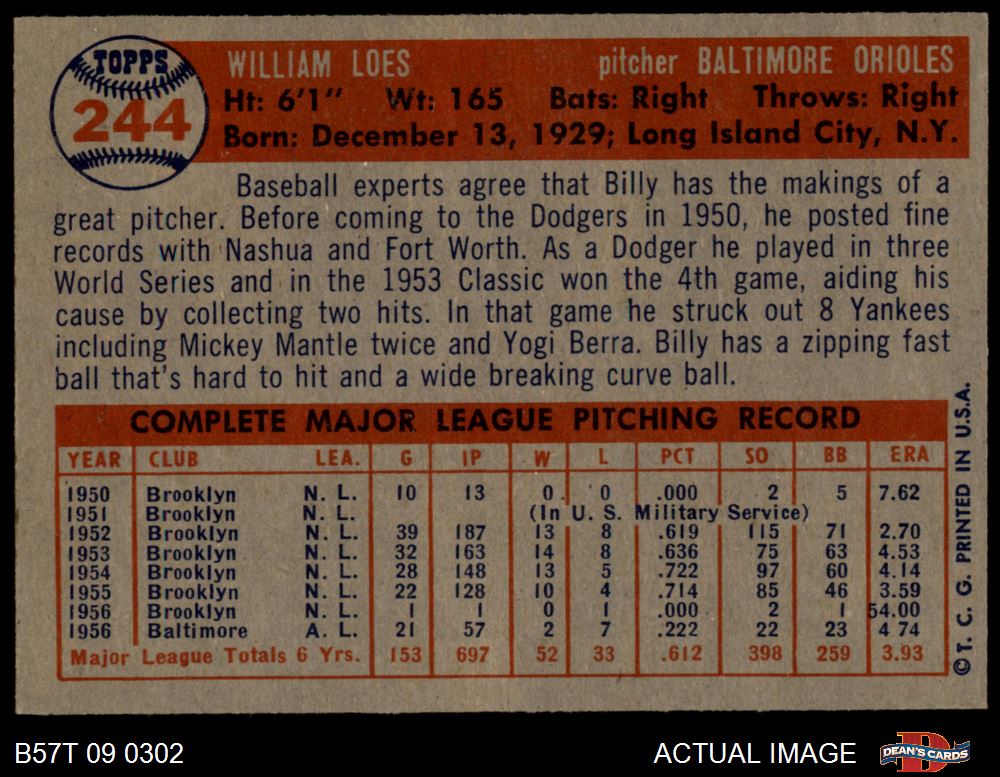 TOPPS
244
WILLIAM LOES pitcher BALTIMORE ORIOLES
Ht: 6'1" Wt: 165 Bats: Right Throws: Right
Born: December 13, 1929; Long Island City, N.Y.
Baseball experts agree that Billy has the makings of a
great pitcher. Before coming to the Dodgers in 1950, he posted fine
records with Nashua and Fort Worth. As a Dodger he played in three
World Series and in the 1953 Classic won the 4th game, aiding his
cause by collecting two hits. In that game he struck out 8 Yankees
including Mickey Mantle twice and Yogi Berra. Billy has a zipping fast
ball that's hard to hit and a wide breaking curve ball.
COMPLETE MAJOR LEAGUE PITCHING RECORD
YEAR CLUB LEA. G IP W L PCT SO BB ERA
1950 Brooklyn N. L. 10 13 0 0 .000 2 5 7.62
1951 Brooklyn N. L. (In U. S. Military Service)
1952 Brooklyn N. L. 39 187 13 8 .619 115 71 2.70
1953 Brooklyn N. L. 32 163 14 8 .636 75 63 4.53
1954 Brooklyn N. L. 28 148 13 5 .722 97 60 4.14
1955 Brooklyn N. L. 22 128 10 4 .714 85 46 3.59
1956 Brooklyn N. L. 1 1 0 1 .000 2 1 54.00
1956 Baltimore A. L. 21 57 2 7 .222 22 23 4.74
Major League Totals 6 Yrs. 153 697 52 33 .612 398 259 3.93
© T. C. G. PRINTED IN U.S.A.
B57T 09 0302 ACTUAL IMAGE
D
DEAN'S CARDS